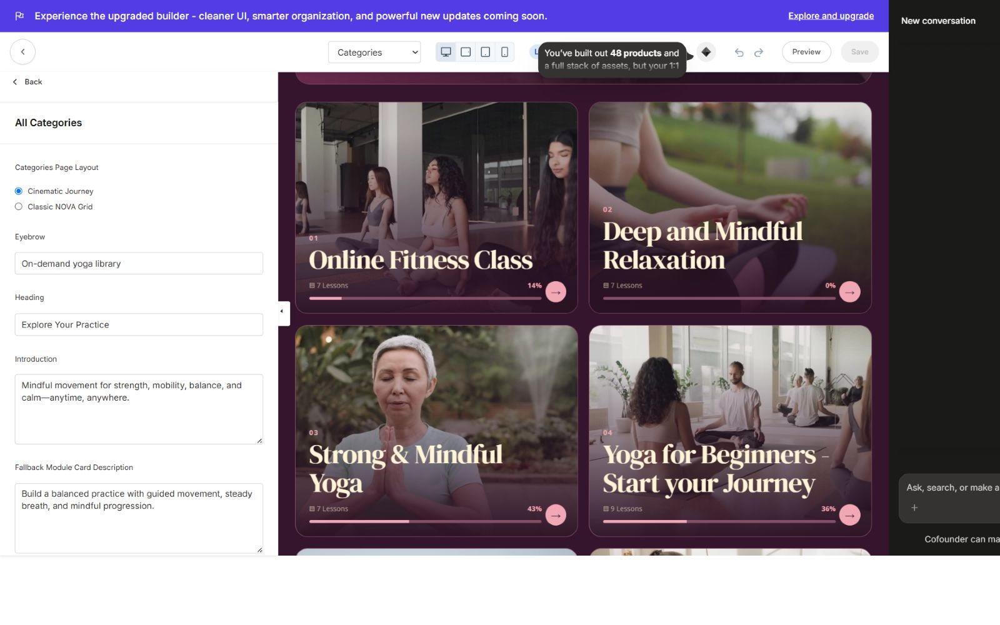 Experience the upgraded builder - cleaner UI, smarter organization, and powerful new updates coming soon.
Explore and upgrade
New conversation
Categories
You've built out 48 products and
a full stack of assets, but your 1:1
Preview
Save
Back
All Categories
Categories Page Layout
Cinematic Journey
Classic NOVA Grid
Eyebrow
On-demand yoga library
Heading
Explore Your Practice
Introduction
Mindful movement for strength, mobility, balance, and
calm—anytime, anywhere.
Fallback Module Card Description
Build a balanced practice with guided movement, steady
breath, and mindful progression.
01
Online Fitness Class
7 Lessons
14%
→
02
Deep and Mindful
Relaxation
7 Lessons
0%
→
03
Strong & Mindful
Yoga
7 Lessons
43%
→
04
Yoga for Beginners –
Start your Journey
9 Lessons
36%
→
Ask, search, or make a
+
Cofounder can ma